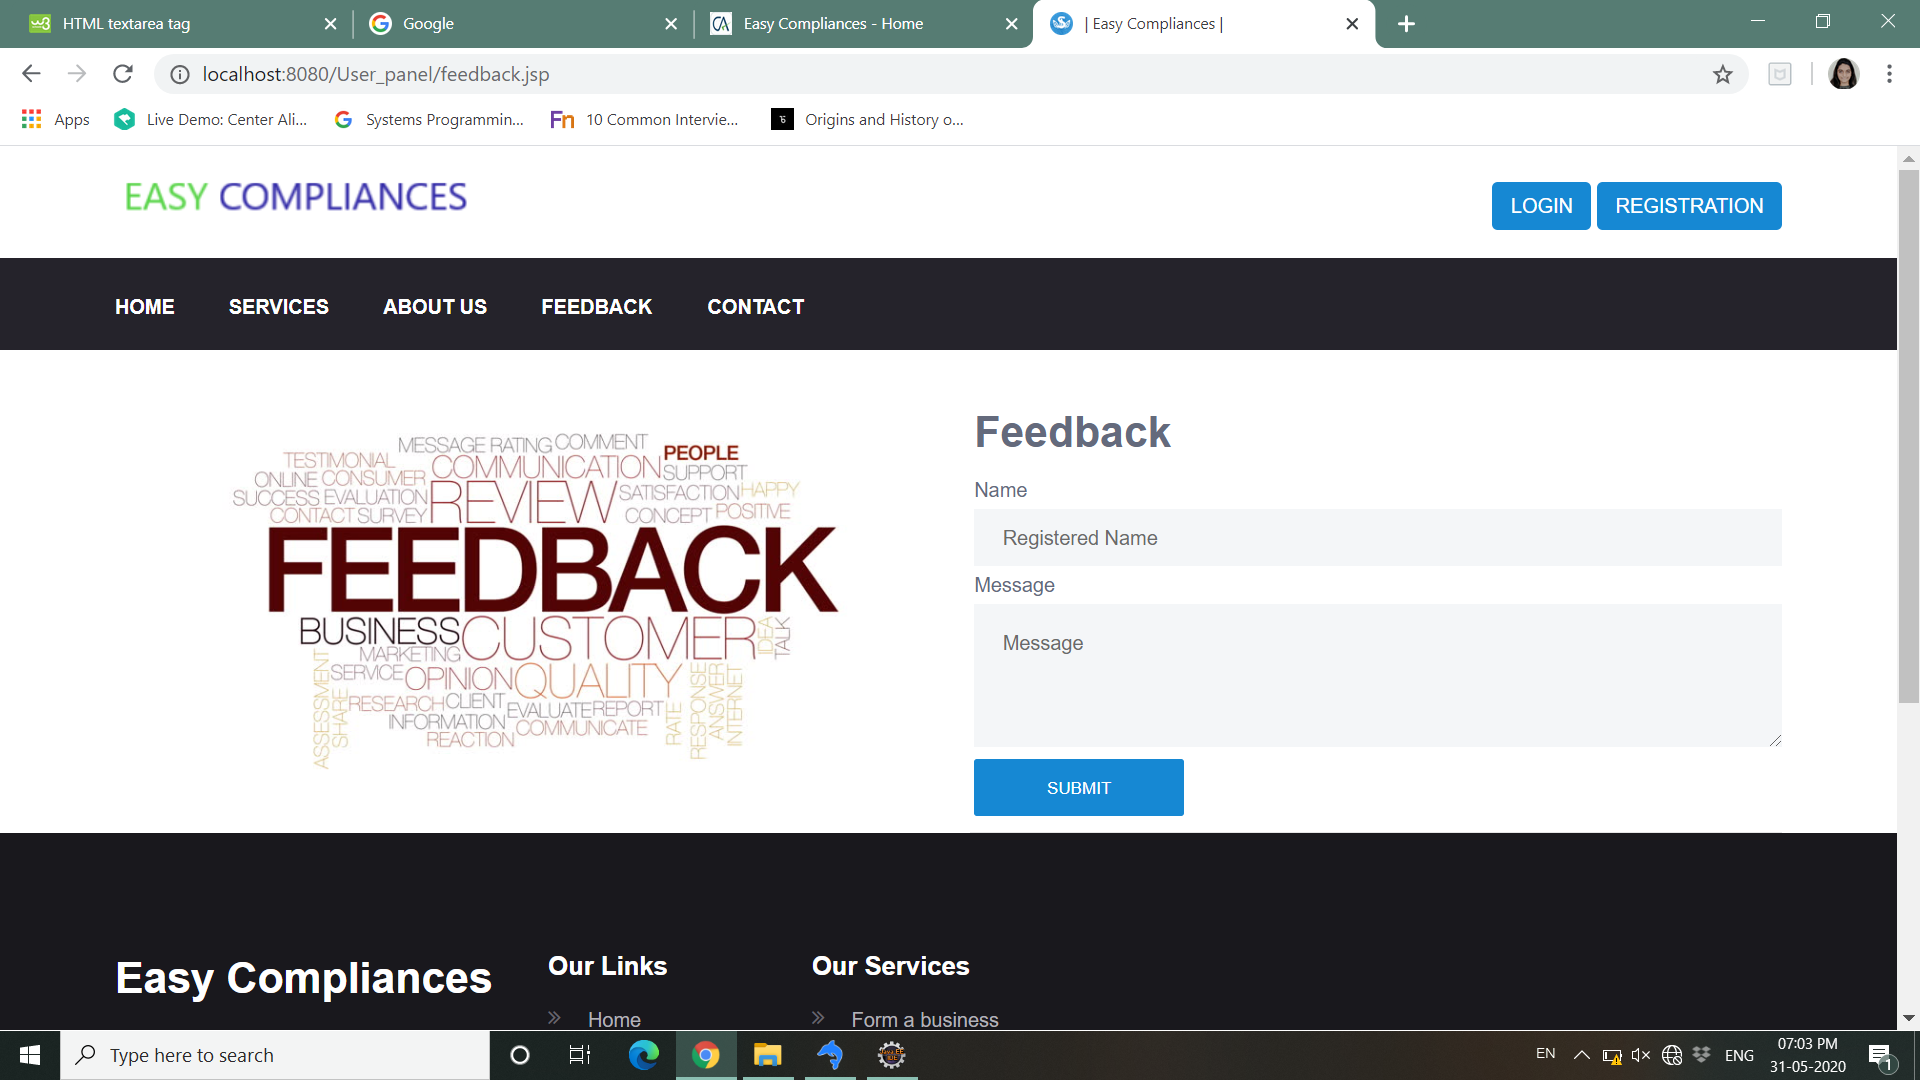 HTML textarea tag
Google
Easy Compliances - Home
| Easy Compliances |
localhost:8080/User_panel/feedback.jsp
Apps
Live Demo: Center Ali...
Systems Programmin...
Fn 10 Common Intervie...
Origins and History o...
EASY COMPLIANCES
LOGIN REGISTRATION
HOME SERVICES ABOUT US FEEDBACK CONTACT
MESSAGE RATING COMMENT
TESTIMONIAL COMMUNICATION PEOPLE
ONLINE CONSUMER SUPPORT
SUCCESS EVALUATION REVIEW SATISFACTION HAPPY
CONTACT SURVEY CONCEPT POSITIVE
FEEDBACK
BUSINESS CUSTOMER IDEA TALK
MARKETING
SERVICE OPINION QUALITY
ASSESSMENT SHARE RESEARCH CLIENT EVALUATE REPORT
INFORMATION COMMUNICATE RATE RESPONSE ANSWER INTERNET
REACTION
Feedback
Name
Registered Name
Message
Message
SUBMIT
Easy Compliances
Our Links
Home
Our Services
Form a business
Type here to search
EN
ENG
07:03 PM
31-05-2020
1